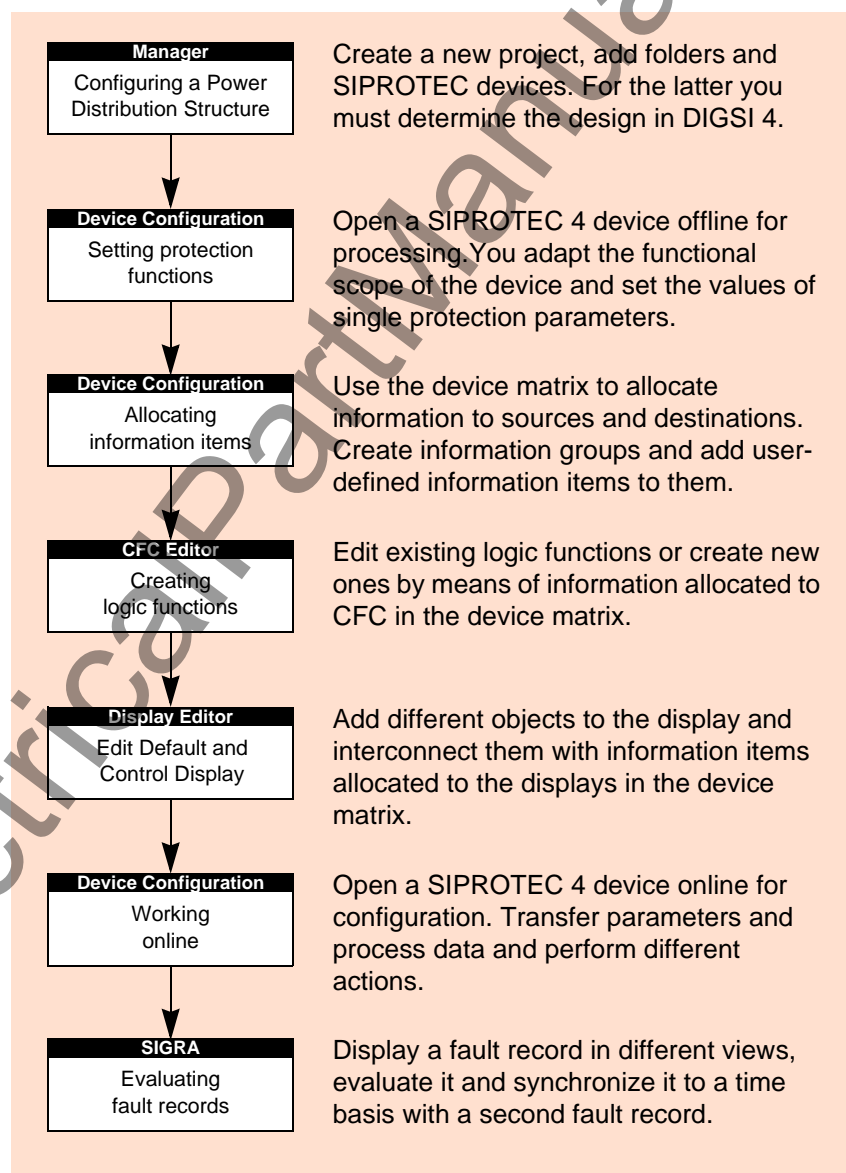 Manager
Configuring a Power
Distribution Structure
Create a new project, add folders and
SIPROTEC devices. For the latter you
must determine the design in DIGSI 4.
Device Configuration
Setting protection
functions
Open a SIPROTEC 4 device offline for
processing.You adapt the functional
scope of the device and set the values of
single protection parameters.
Device Configuration
Allocating
information items
Use the device matrix to allocate
information to sources and destinations.
Create information groups and add user-
defined information items to them.
CFC Editor
Creating
logic functions
Edit existing logic functions or create new
ones by means of information allocated to
CFC in the device matrix.
Display Editor
Edit Default and
Control Display
Add different objects to the display and
interconnect them with information items
allocated to the displays in the device
matrix.
Device Configuration
Working
online
Open a SIPROTEC 4 device online for
configuration. Transfer parameters and
process data and perform different
actions.
SIGRA
Evaluating
fault records
Display a fault record in different views,
evaluate it and synchronize it to a time
basis with a second fault record.
ctricalPartManua